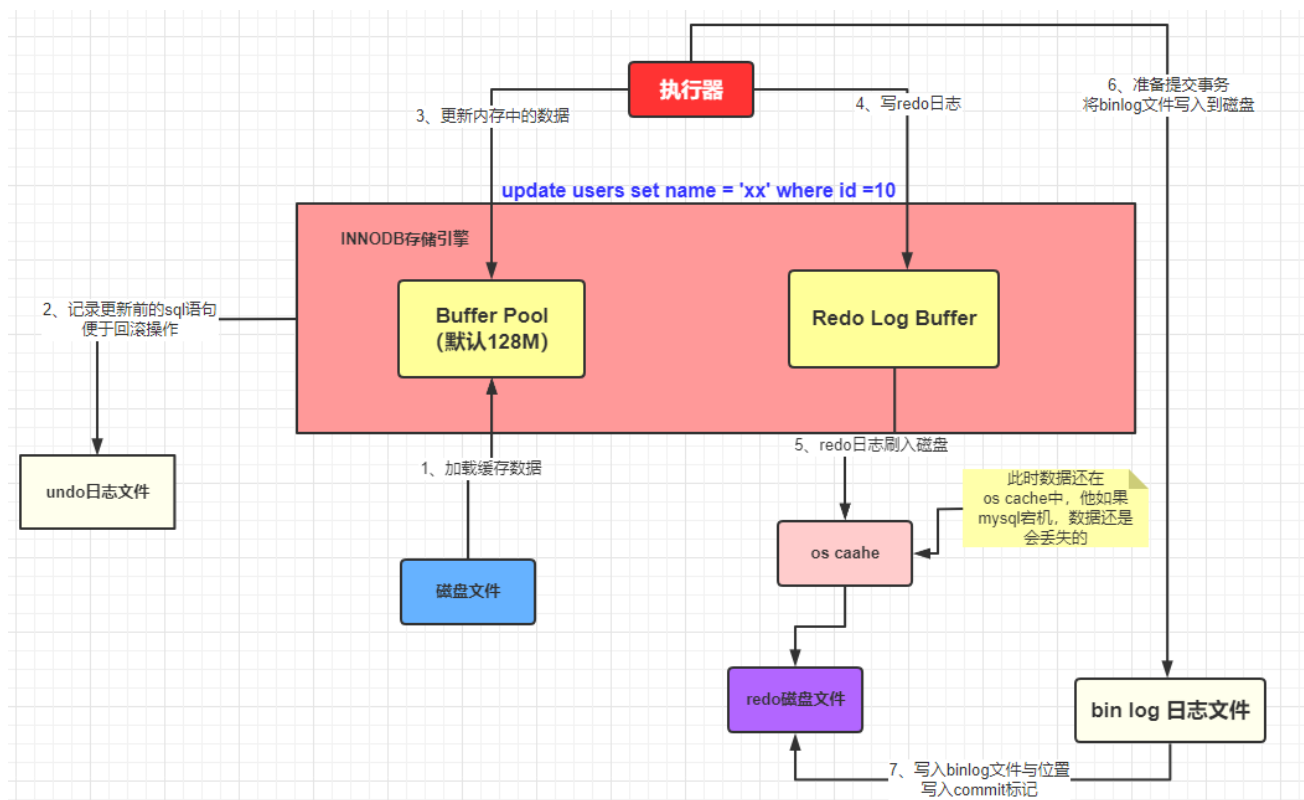 执行器
6、准备提交事务
将binlog文件写入到磁盘
3、更新内存中的数据
4、写redo日志
update users set name = 'xx' where id =10
INNODB存储引擎
2、记录更新前的sql语句
便于回滚操作
Buffer Pool
（默认128M）
Redo Log Buffer
1、加载缓存数据
5、redo日志刷入磁盘
undo日志文件
此时数据还在
os cache中，他如果
mysql宕机，数据还是
会丢失的
os caahe
磁盘文件
redo磁盘文件
bin log 日志文件
7、写入binlog文件与位置
写入commit标记